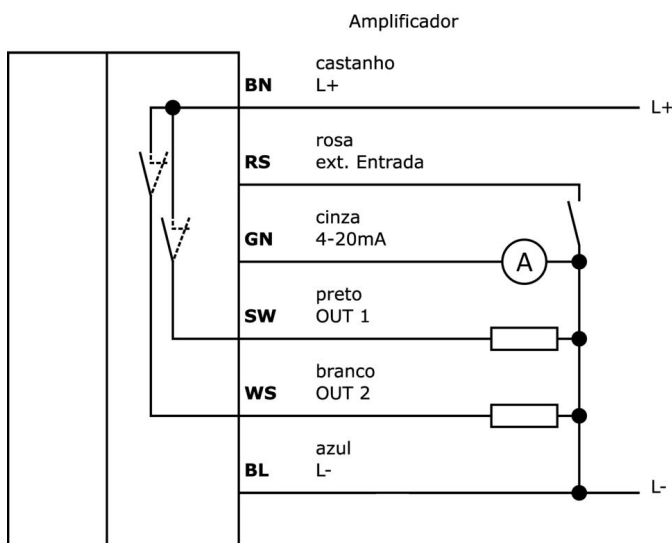 Amplificador
castanho
BN L+
L+
rosa
RS ext. Entrada
cinza
GN 4-20mA
A
preto
SW OUT 1
branco
WS OUT 2
azul
BL L-
L-